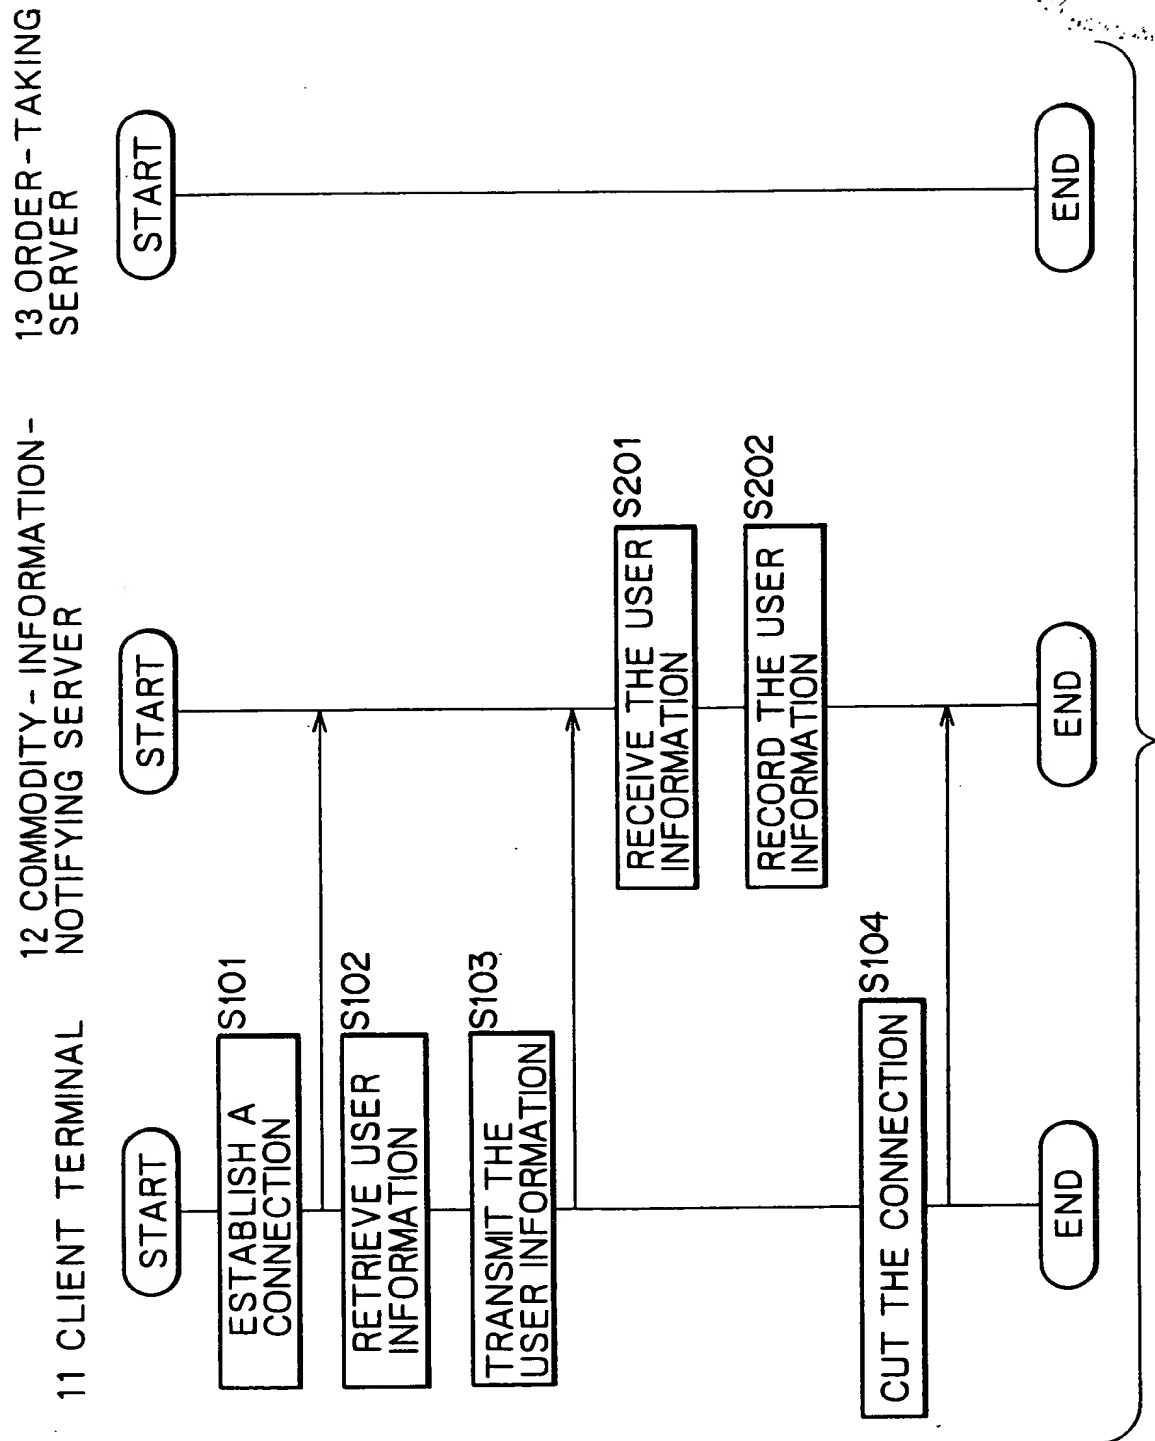 11 CLIENT TERMINAL
12 COMMODITY-INFORMATION-
NOTIFYING SERVER
13 ORDER-TAKING
SERVER
START
START
START
ESTABLISH A
CONNECTION
S101
RETRIEVE USER
INFORMATION
S102
TRANSMIT THE
USER INFORMATION
S103
RECEIVE THE USER
INFORMATION
S201
RECORD THE USER
INFORMATION
S202
CUT THE CONNECTION
S104
END
END
END